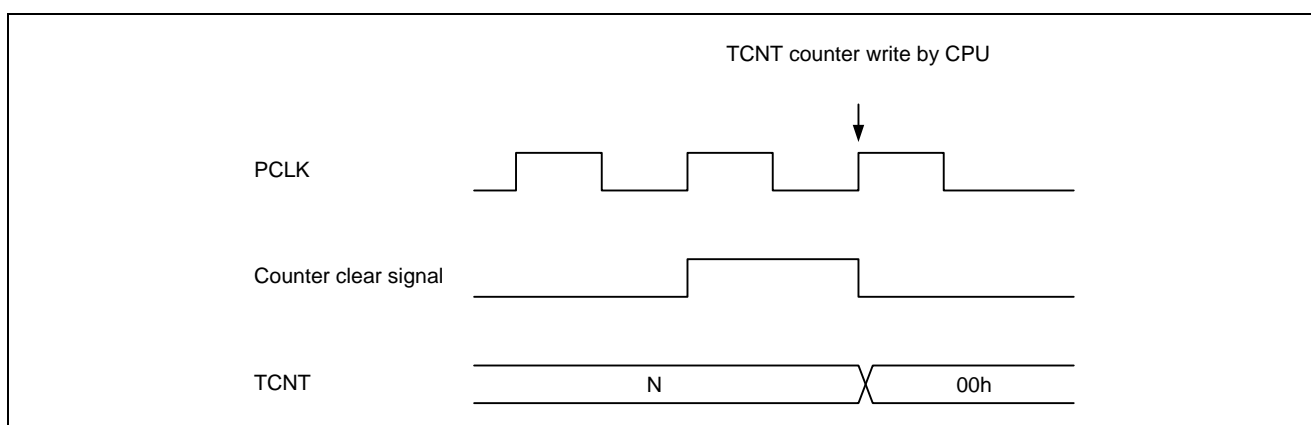 TCNT counter write by CPU
PCLK
Counter clear signal
TCNT
N
00h